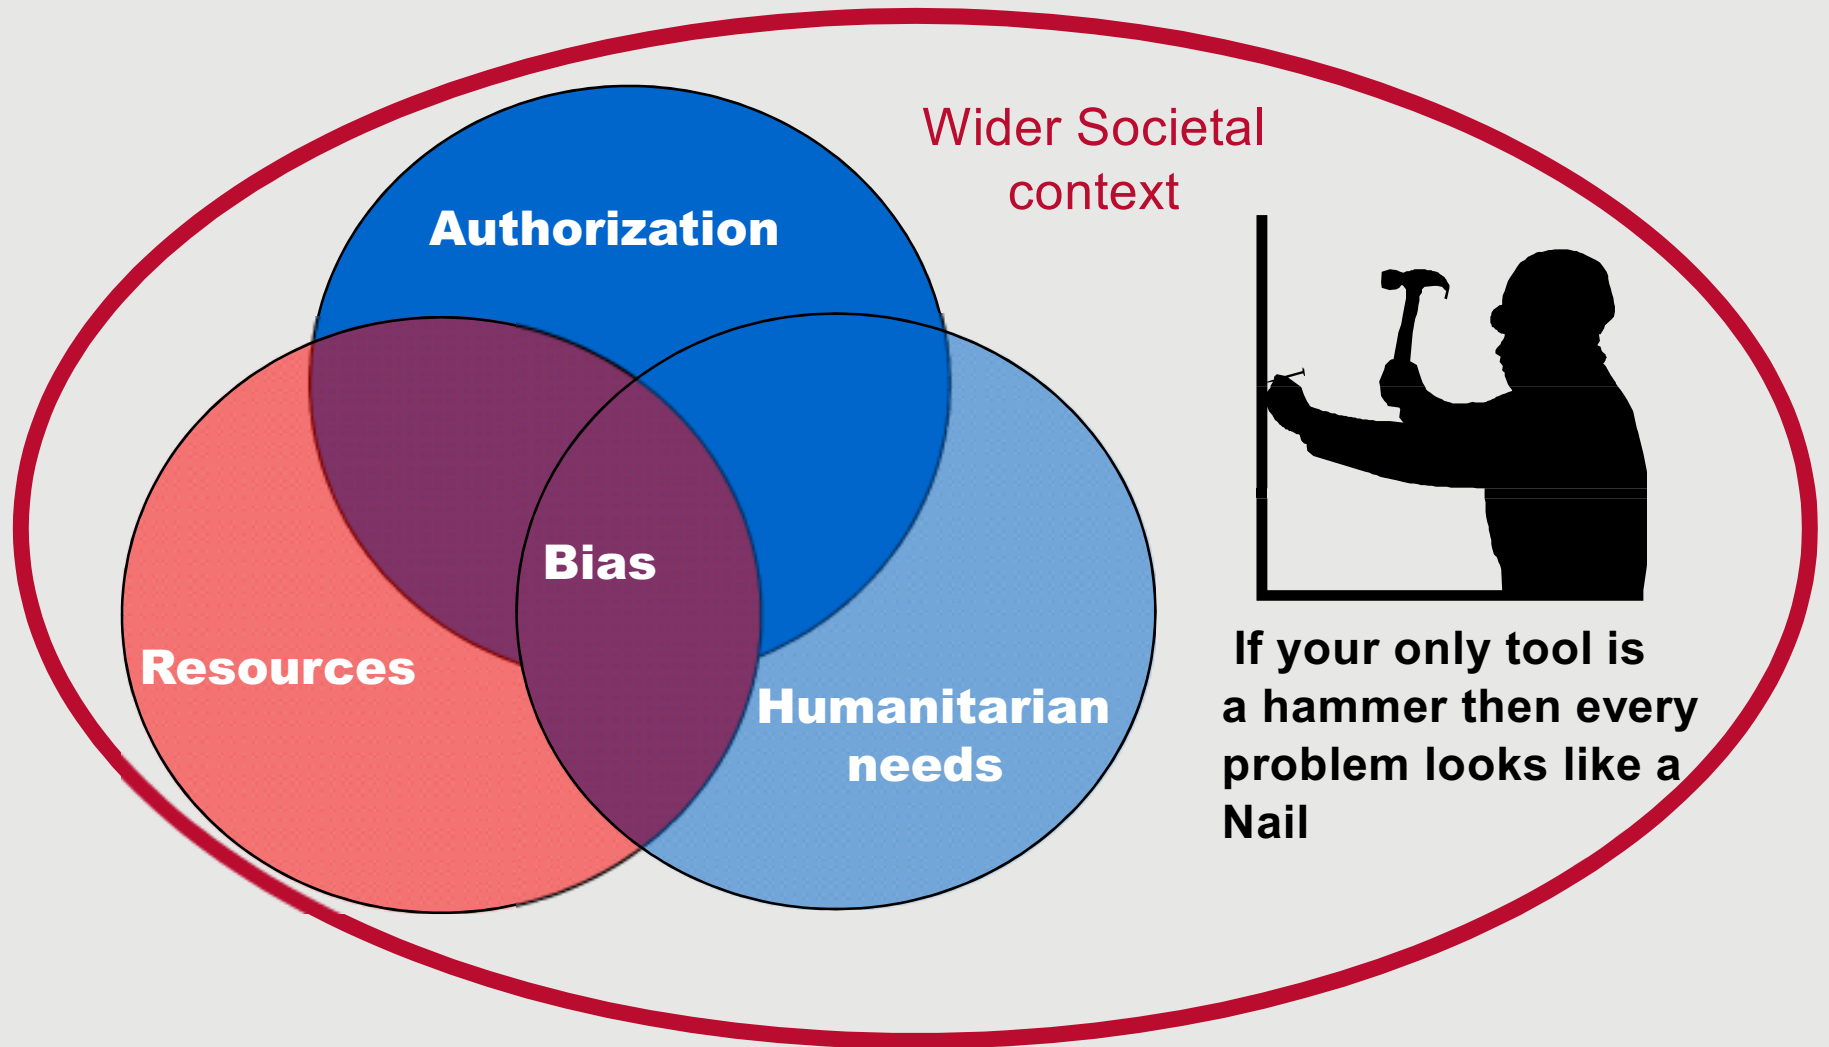 Wider Societal
context
Authorization
Bias
Resources
Humanitarian
needs
If your only tool is
a hammer then every
problem looks like a
Nail